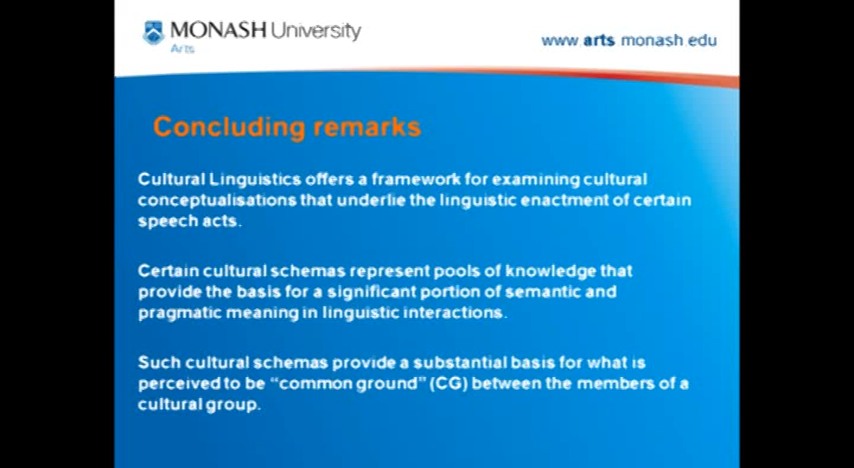 MONASH University
Arts
www arts monash edu
Concluding remarks
Cultural Linguistics offers a framework for examining cultural
conceptualisations that underlie the linguistic enactment of certain
speech acts.
Certain cultural schemas represent pools of knowledge that
provide the basis for a significant portion of semantic and
pragmatic meaning in linguistic interactions.
Such cultural schemas provide a substantial basis for what is
perceived to be “common ground” (CG) between the members of a
cultural group.